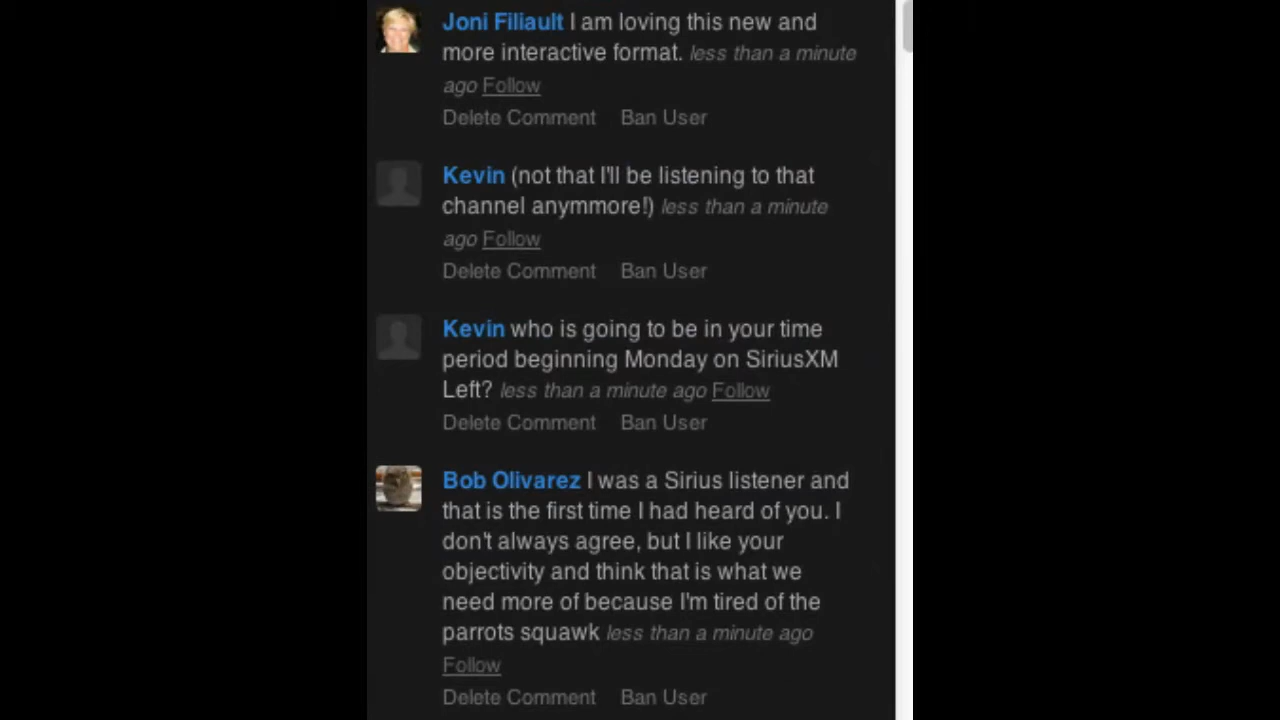 Joni Filiault I am loving this new and
more interactive format. less than a minute
ago Follow
Delete Comment Ban User
Kevin (not that I'll be listening to that
channel anymmore!) less than a minute
ago Follow
Delete Comment Ban User
Kevin who is going to be in your time
period beginning Monday on SiriusXM
Left? less than a minute ago Follow
Delete Comment Ban User
Bob Olivarez I was a Sirius listener and
that is the first time I had heard of you. I
don't always agree, but I like your
objectivity and think that is what we
need more of because I'm tired of the
parrots squawk less than a minute ago
Follow
Delete Comment Ban User